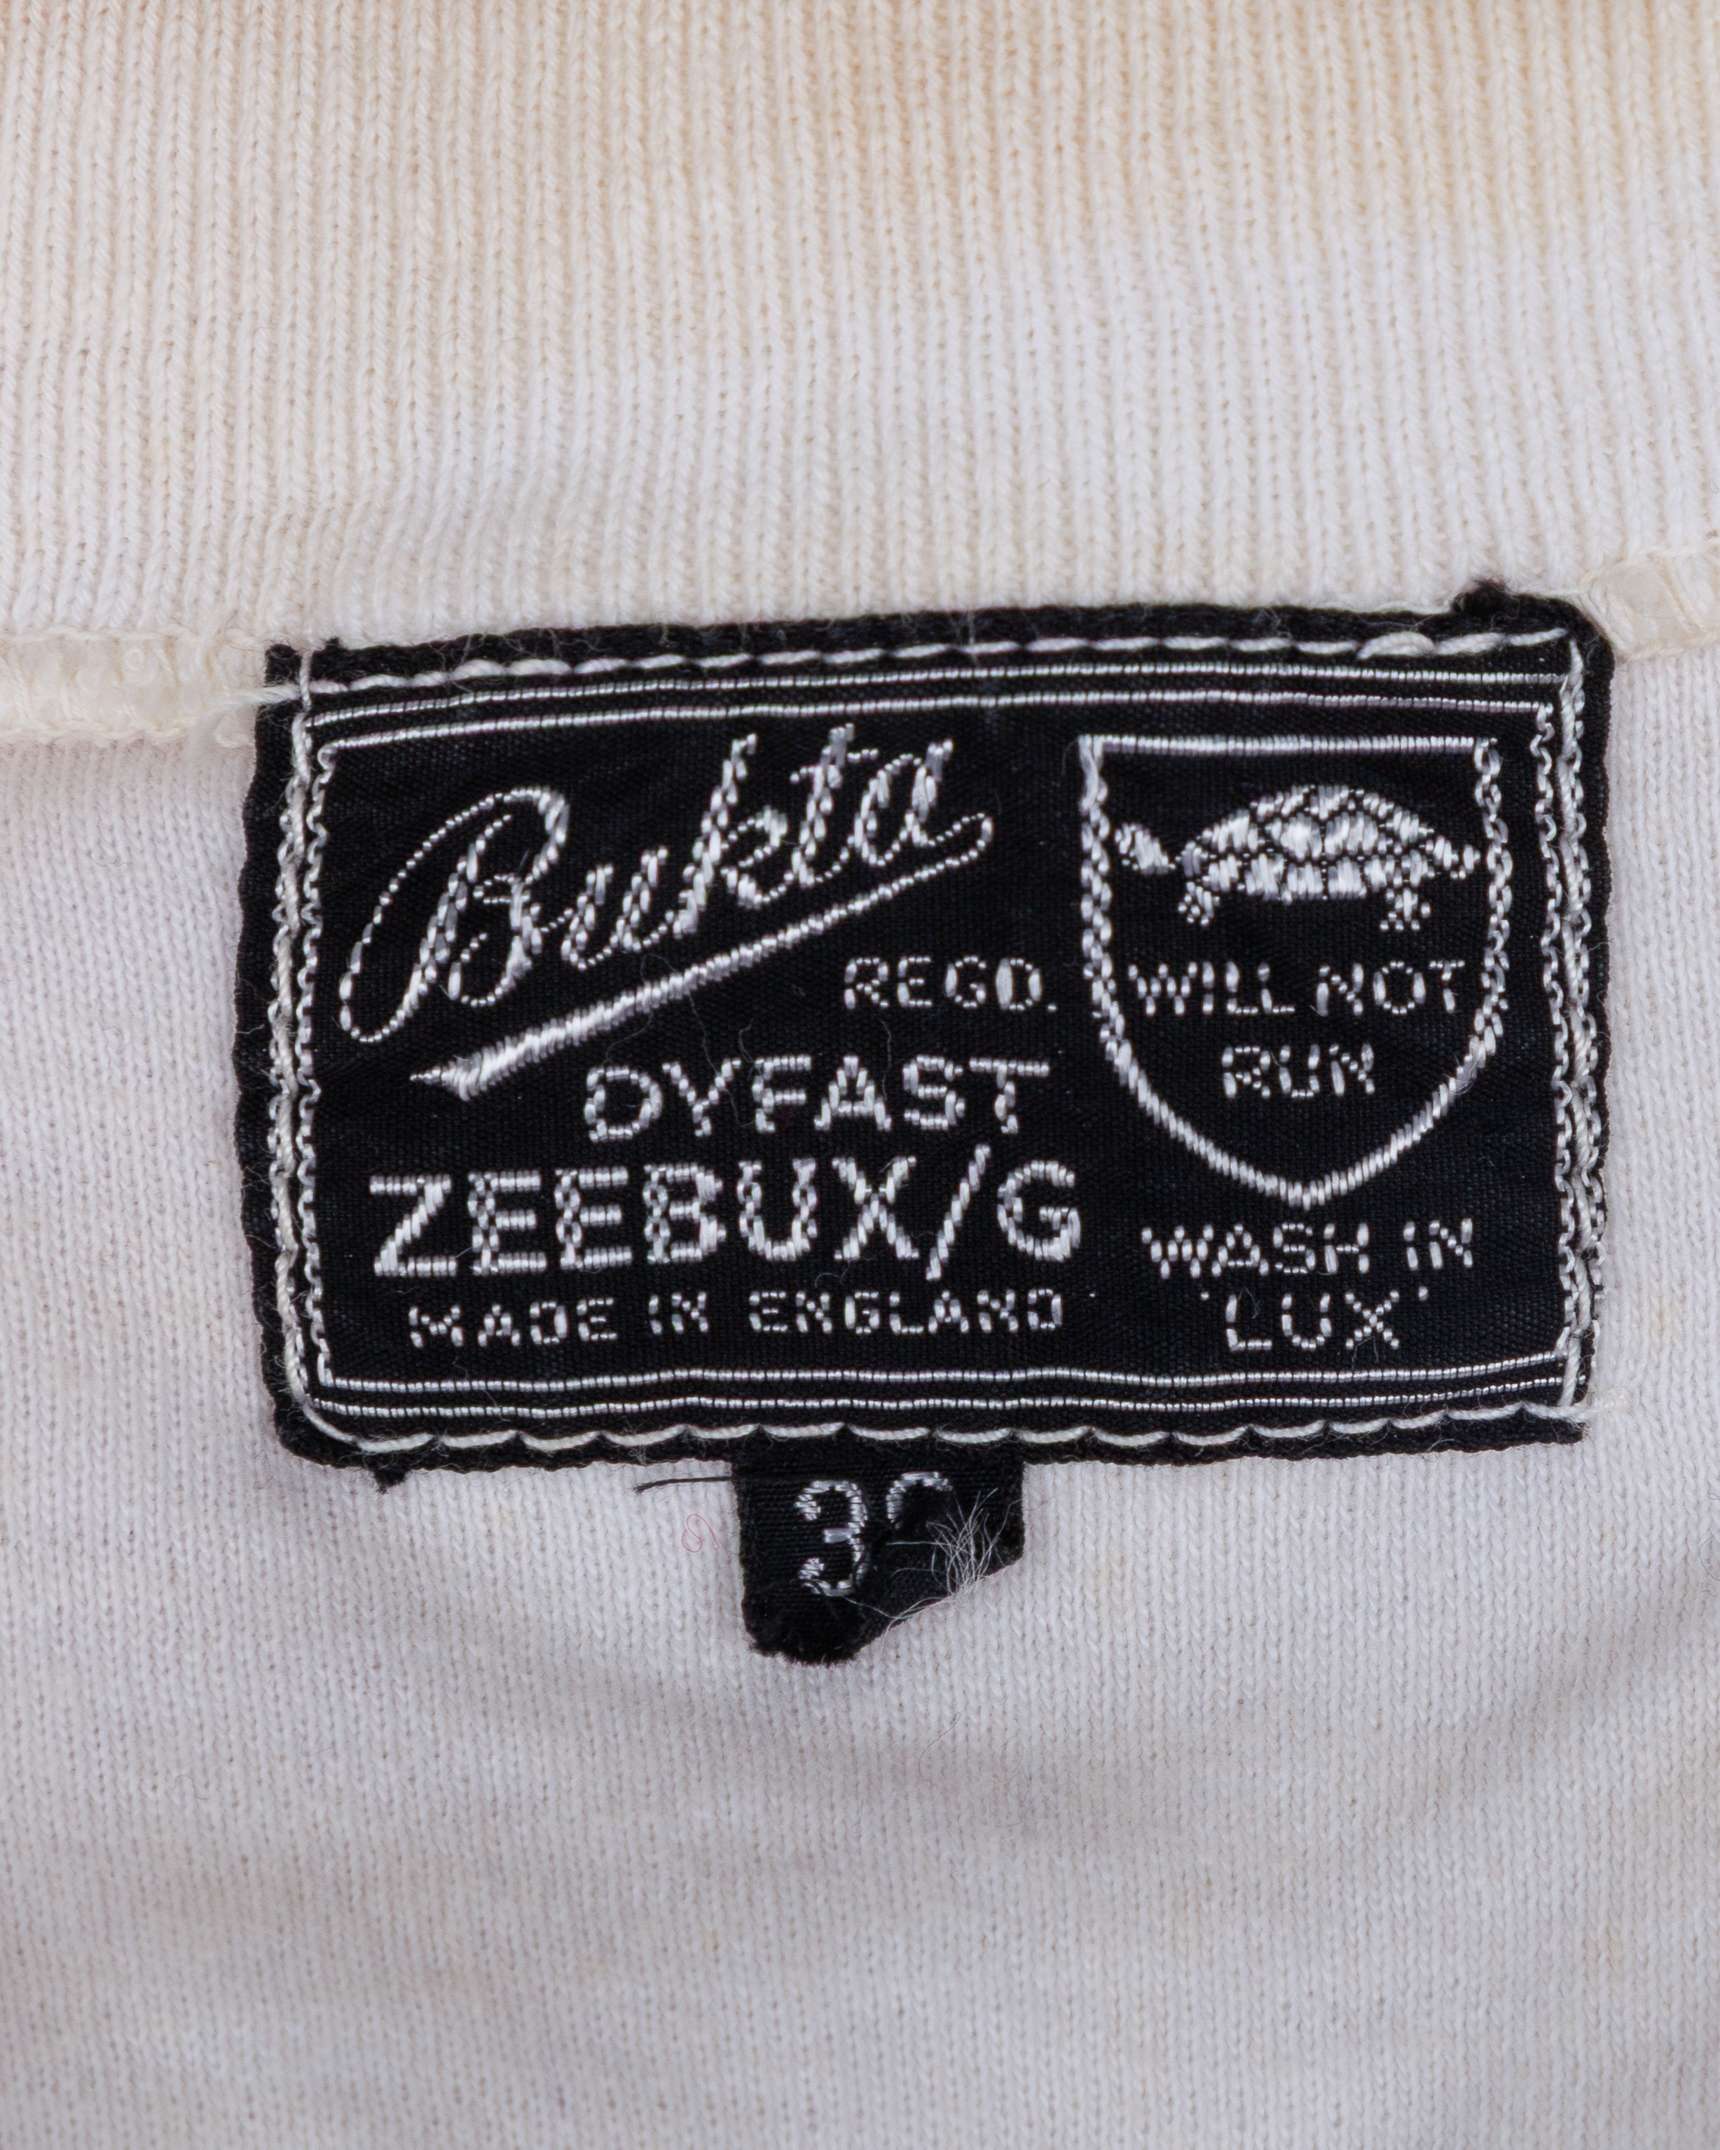 Bukta
REGD.
DYFAST
ZEEBUX/G
MADE IN ENGLAND
WILL NOT
RUN
WASH IN
'LUX'